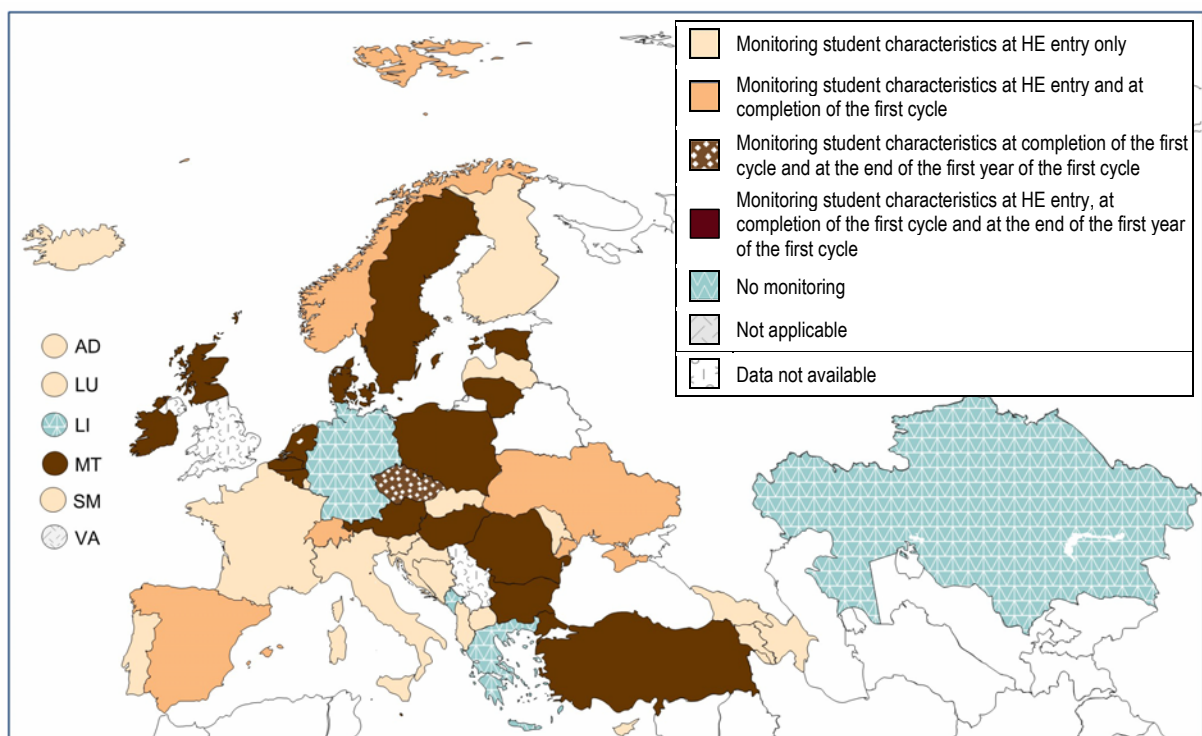 Monitoring student characteristics at HE entry only
Monitoring student characteristics at HE entry and at
completion of the first cycle
Monitoring student characteristics at completion of the first
cycle and at the end of the first year of the first cycle
Monitoring student characteristics at HE entry, at
completion of the first cycle and at the end of the first year
of the first cycle
No monitoring
Not applicable
Data not available
AD
LU
LI
MT
SM
VA